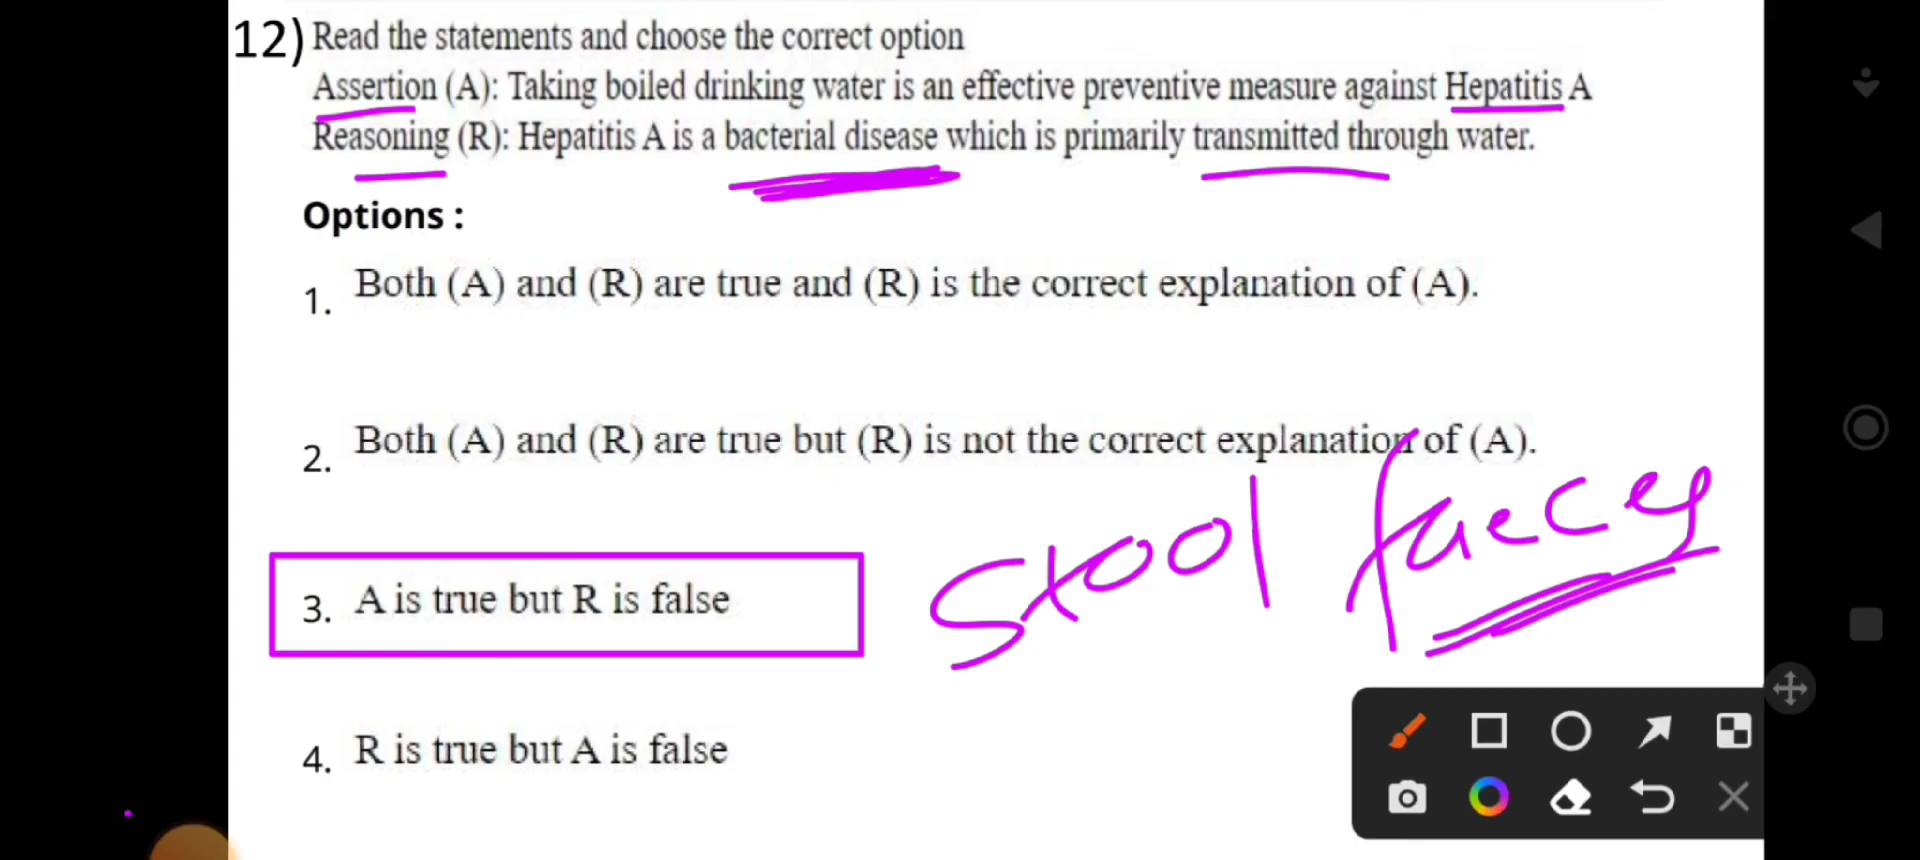 12) Read the statements and choose the correct option
Assertion (A): Taking boiled drinking water is an effective preventive measure against Hepatitis A
Reasoning (R): Hepatitis A is a bacterial disease which is primarily transmitted through water.
Options :
1. Both (A) and (R) are true and (R) is the correct explanation of (A).
2. Both (A) and (R) are true but (R) is not the correct explanation of (A).
stool faeces
3. A is true but R is false
4. R is true but A is false